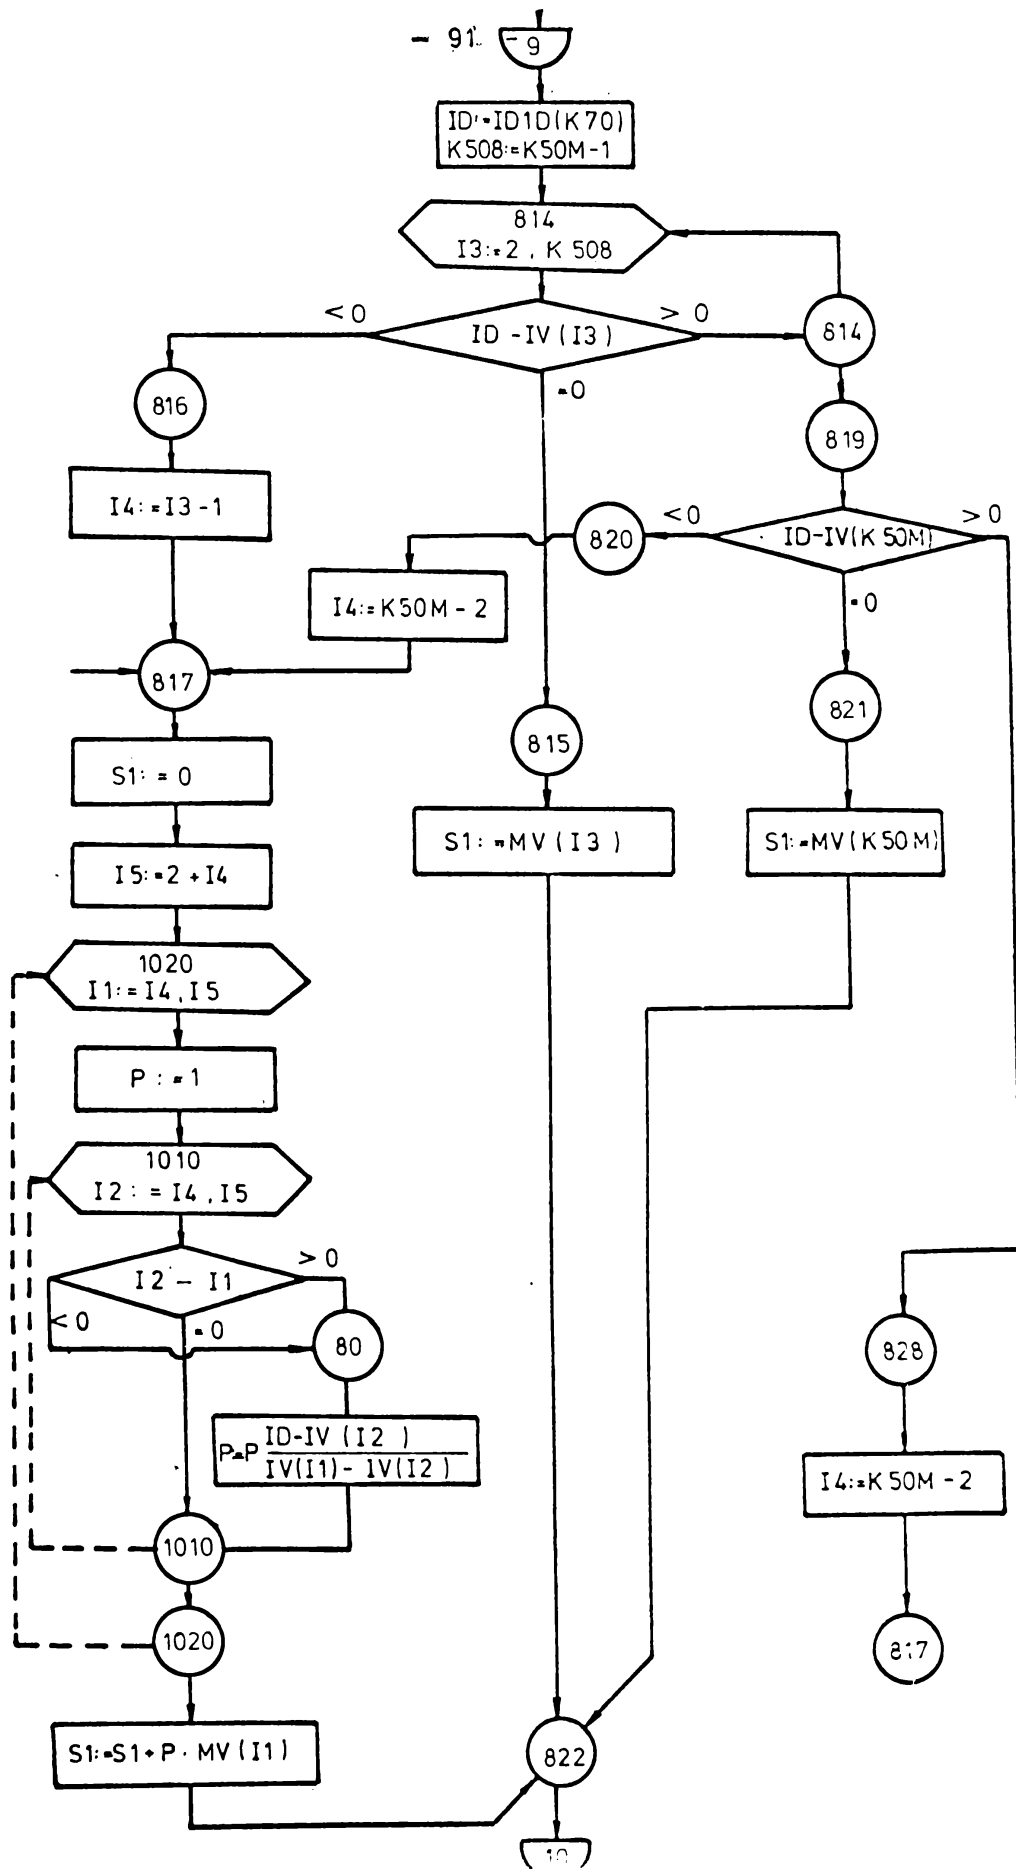 - 91 -
9
ID:=ID1D(K70)
K508:=K50M-1
814
I3:=2, K508
<0
ID-IV(I3)
>0
=0
814
816
819
I4:=I3-1
820
<0
ID-IV(K50M)
>0
=0
I4:=K50M-2
817
821
815
S1:=0
S1:=MV(I3)
S1:=MV(K50M)
I5:=2+I4
1020
I1:=I4,I5
P:=1
1010
I2:=I4,I5
I2-I1
>0
<0
=0
80
828
P=P
ID-IV(I2)
IV(I1)-IV(I2)
I4:=K50M-2
1010
1020
817
S1:=S1+P·MV(I1)
822
10